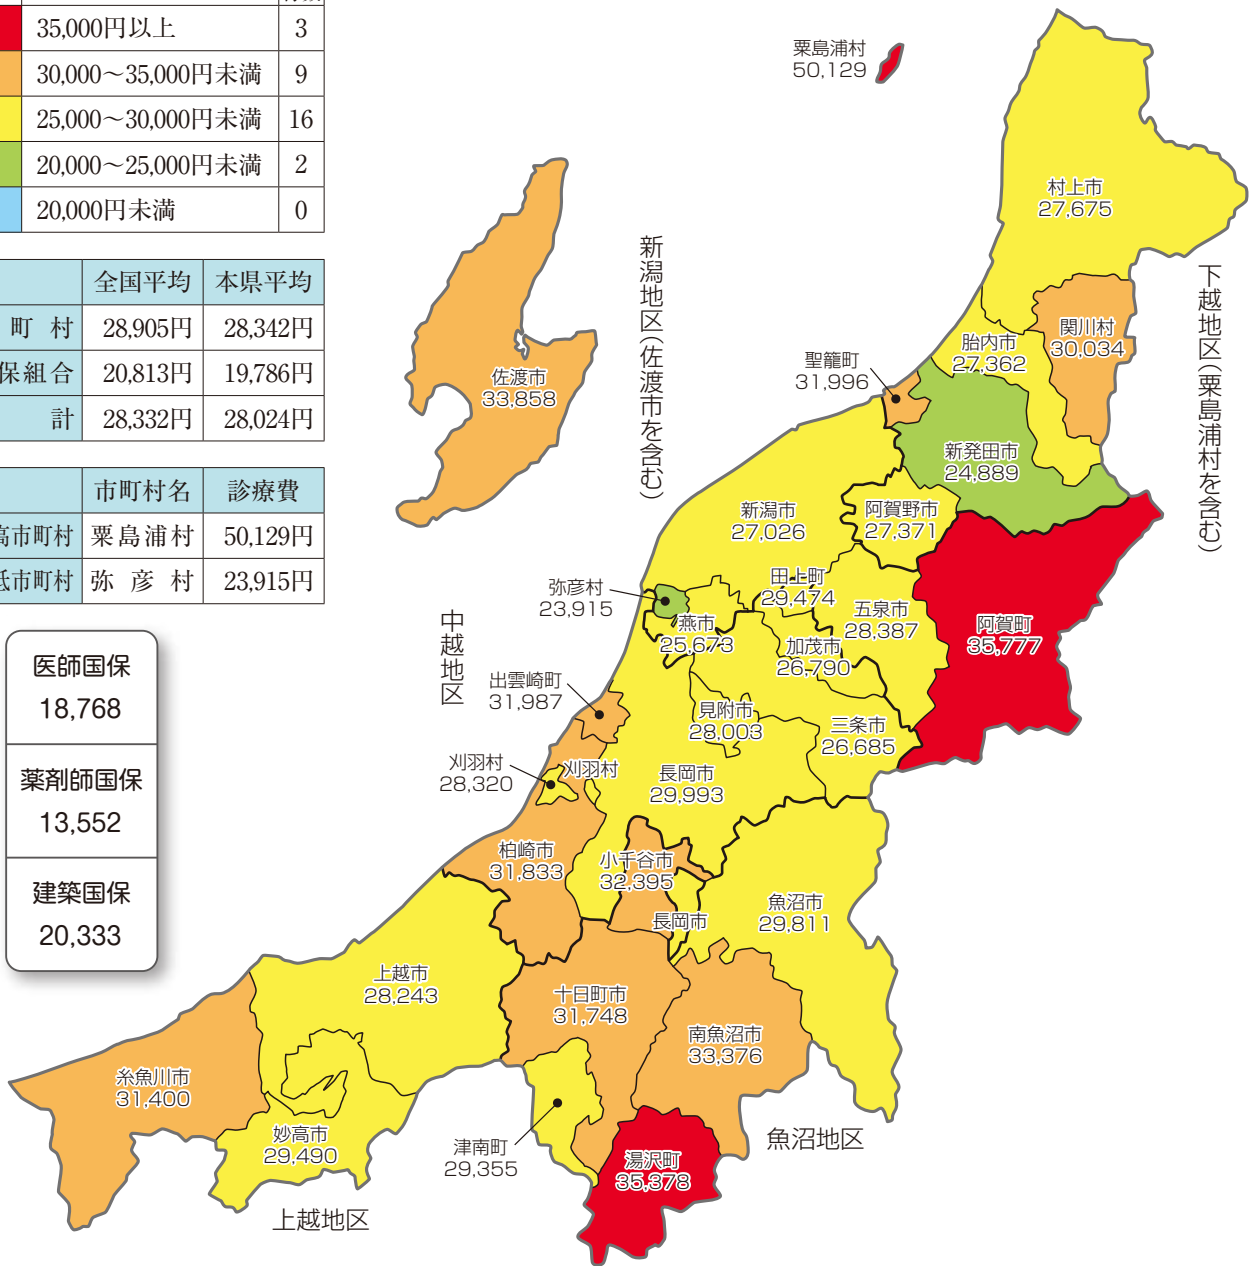 35,000円以上 3
30,000～35,000円未満 9
25,000～30,000円未満 16
20,000～25,000円未満 2
20,000円未満 0
全国平均 本県平均
町 村 28,905円 28,342円
保組合 20,813円 19,786円
計 28,332円 28,024円
市町村名 診療費
高市町村 粟島浦村 50,129円
低市町村 弥彦村 23,915円
医師国保
18,768
薬剤師国保
13,552
建築国保
20,333
粟島浦村
50,129
村上市
27,675
新潟地区(佐渡市を含む)
下越地区(粟島浦村を含む)
関川村
30,034
胎内市
27,362
聖籠町
31,996
佐渡市
33,858
新発田市
24,889
新潟市
27,026
阿賀野市
27,371
田上町
29,474
弥彦村
23,915
五泉市
28,387
阿賀町
35,777
燕市
25,673
加茂市
26,790
中越地区
出雲崎町
31,987
見附市
28,003
三条市
26,685
刈羽村
28,320
刈羽村
長岡市
29,993
柏崎市
31,833
小千谷市
32,395
長岡市
魚沼市
29,811
上越市
28,243
十日町市
31,748
南魚沼市
33,376
糸魚川市
31,400
妙高市
29,490
津南町
29,355
湯沢町
35,378
魚沼地区
上越地区